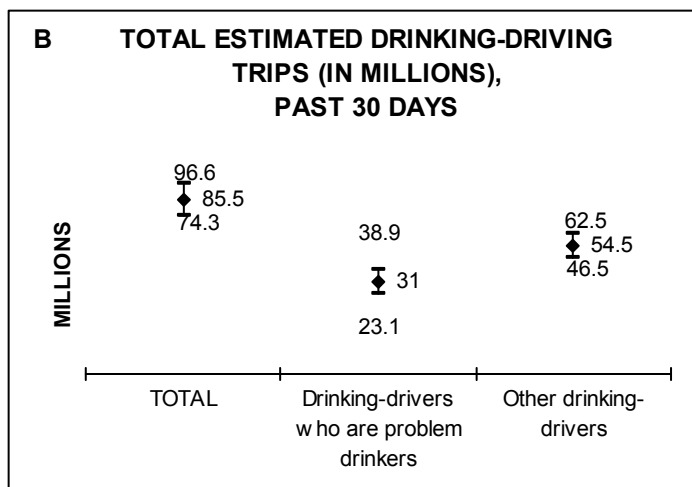 B
TOTAL ESTIMATED DRINKING-DRIVING
TRIPS (IN MILLIONS),
PAST 30 DAYS
MILLIONS
96.6
85.5
74.3
38.9
31
23.1
62.5
54.5
46.5
TOTAL
Drinking-drivers
who are problem
drinkers
Other drinking-
drivers